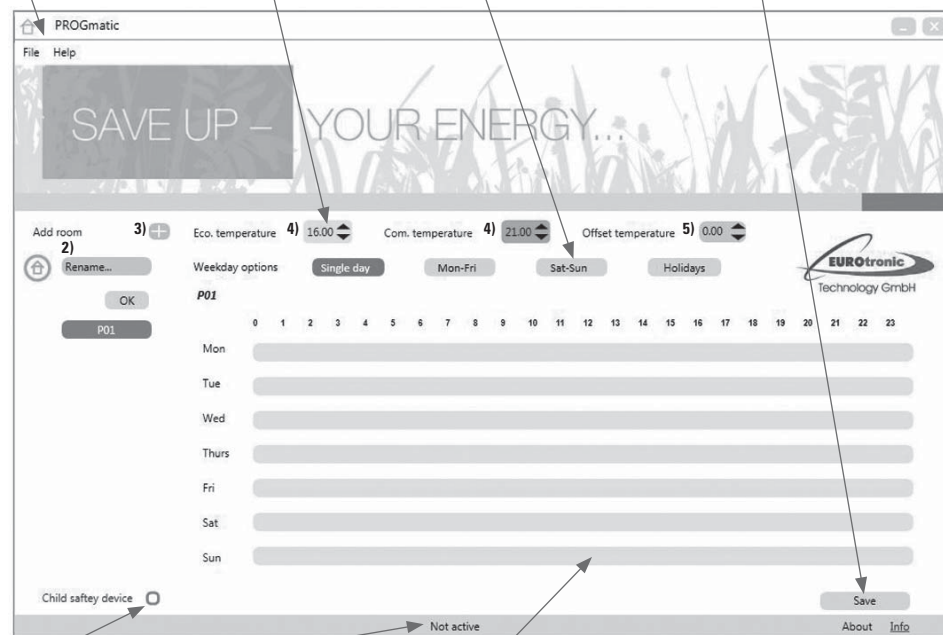 PROGmatic
File Help
SAVE UP – YOUR ENERGY...
Add room 3) Eco. temperature 4) 16.00 Com. temperature 4) 21.00 Offset temperature 5) 0.00
2)
Rename... Weekday options Single day Mon-Fri Sat-Sun Holidays
EUROtronic
Technology GmbH
OK P01
P01
0 1 2 3 4 5 6 7 8 9 10 11 12 13 14 15 16 17 18 19 20 21 22 23
Mon
Tue
Wed
Thurs
Fri
Sat
Sun
Child saftey device Save
Not active About Info